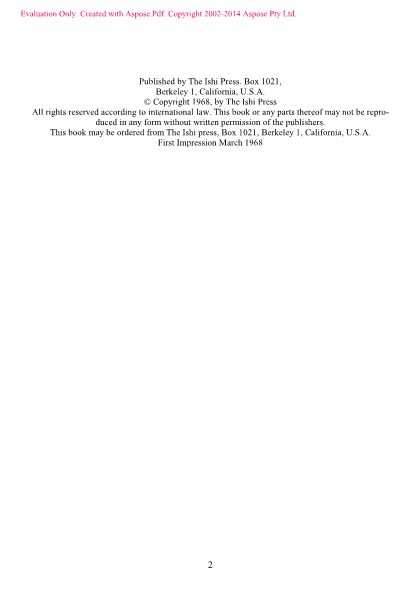 Evaluation Only. Created with Aspose.Pdf. Copyright 2002-2014 Aspose Pty Ltd.
Published by The Ishi Press. Box 1021,
Berkeley 1, California, U.S.A.
© Copyright 1968, by The Ishi Press
All rights reserved according to international law. This book or any parts thereof may not be repro-
duced in any form without written permission of the publishers.
This book may be ordered from The Ishi press, Box 1021, Berkeley 1, California, U.S.A.
First Impression March 1968
2